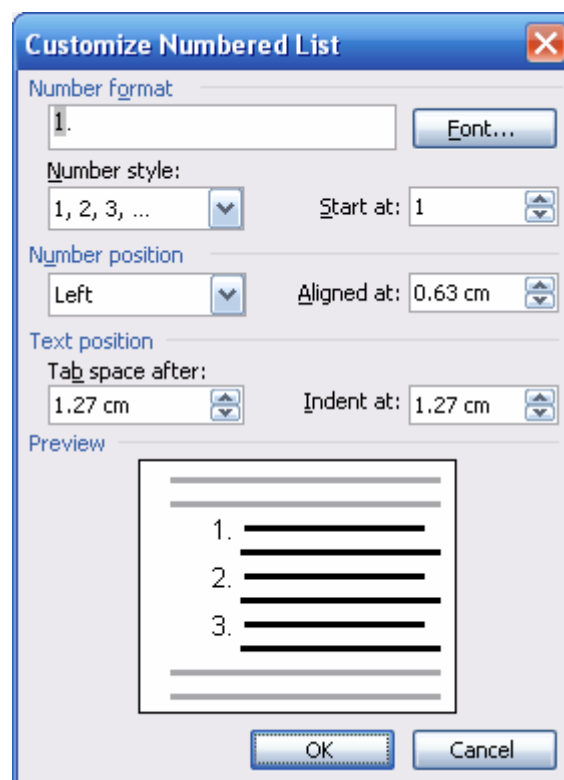 Customize Numbered List
Number format
1.
Font...
Number style:
1, 2, 3, ...
Start at: 1
Number position
Left
Aligned at: 0.63 cm
Text position
Tab space after:
1.27 cm
Indent at: 1.27 cm
Preview
1.
2.
3.
OK
Cancel